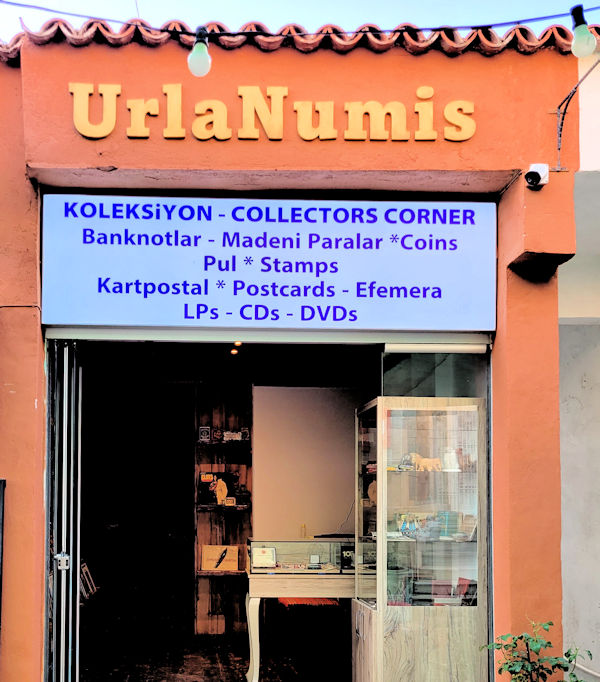 UrlaNumis
KOLEKSiYON - COLLECTORS CORNER
Banknotlar - Madeni Paralar *Coins
Pul * Stamps
Kartpostal * Postcards - Efemera
LPs - CDs - DVDs